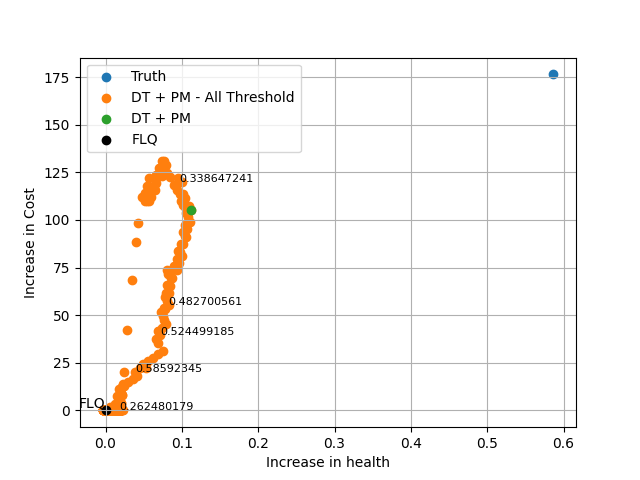 Truth
DT + PM - All Threshold
DT + PM
FLQ
175
150
125
100
75
50
25
0
Increase in Cost
0.338647241
0.482700561
0.524499185
0.58592345
0.262480179
FLQ
0.0 0.1 0.2 0.3 0.4 0.5 0.6
Increase in health